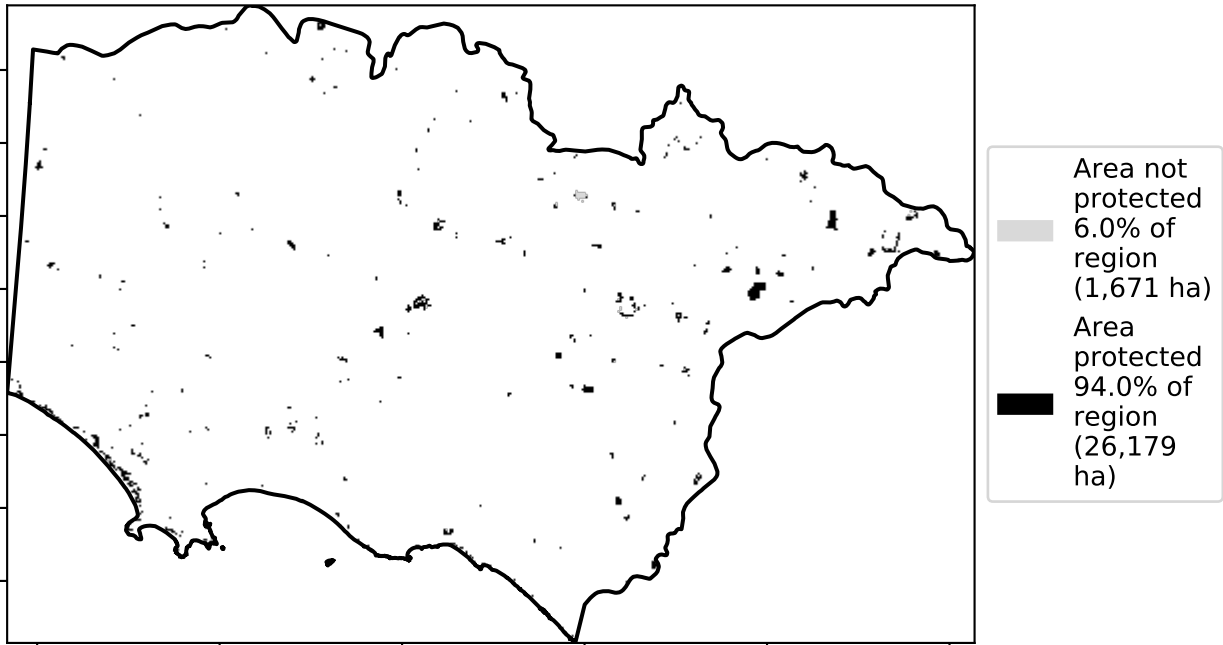 Area not
protected
6.0% of
region
(1,671 ha)
Area
protected
94.0% of
region
(26,179
ha)